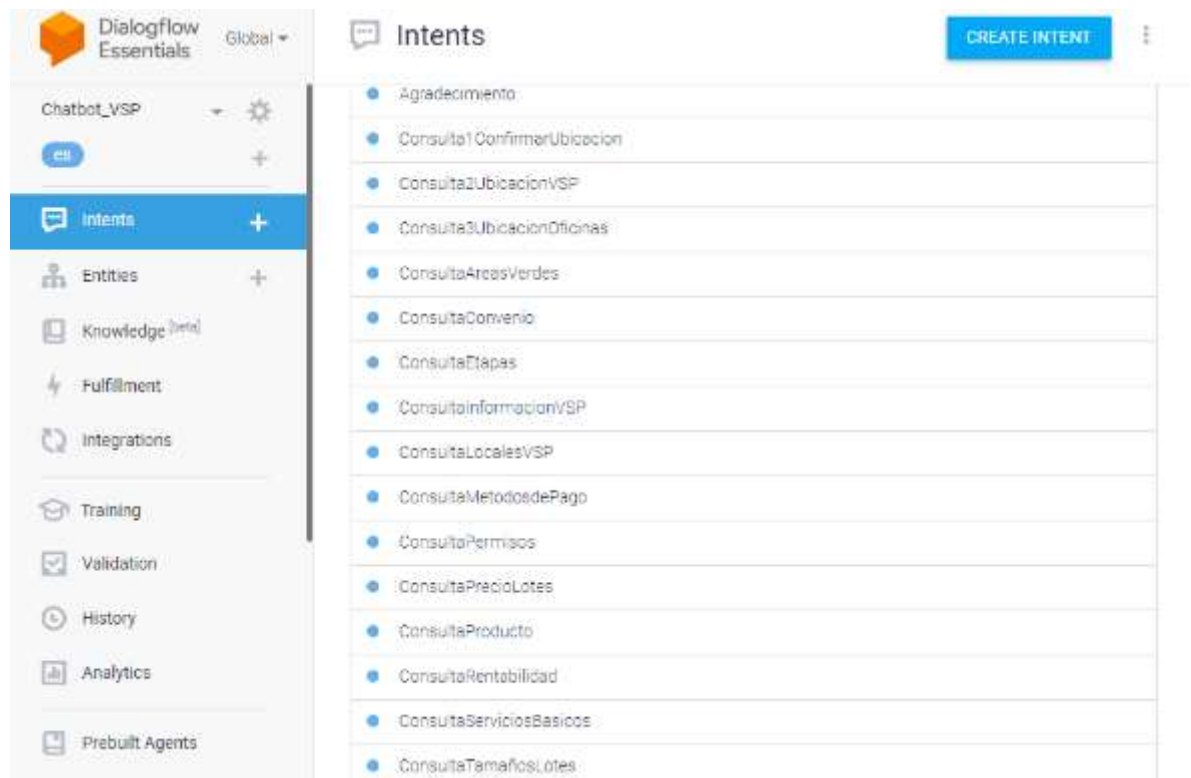 Dialogflow
Essentials
Global
Intents
CREATE INTENT
Chatbot_VSP
es
Intents
Entities
Knowledge [beta]
Fulfillment
Integrations
Training
Validation
History
Analytics
Prebuilt Agents
Agradecimiento
Consulta1ConfirmarUbicacion
Consulta2UbicacionVSP
Consulta3UbicacionOficinas
ConsultaAreasVerdes
ConsultaConvenio
ConsultaEtapas
ConsultaInformacionVSP
ConsultaLocalesVSP
ConsultaMetodosdePago
ConsultaPermisos
ConsultaPrecioLotes
ConsultaProducto
ConsultaRentabilidad
ConsultaServiciosBasicos
ConsultaTamañosLotes